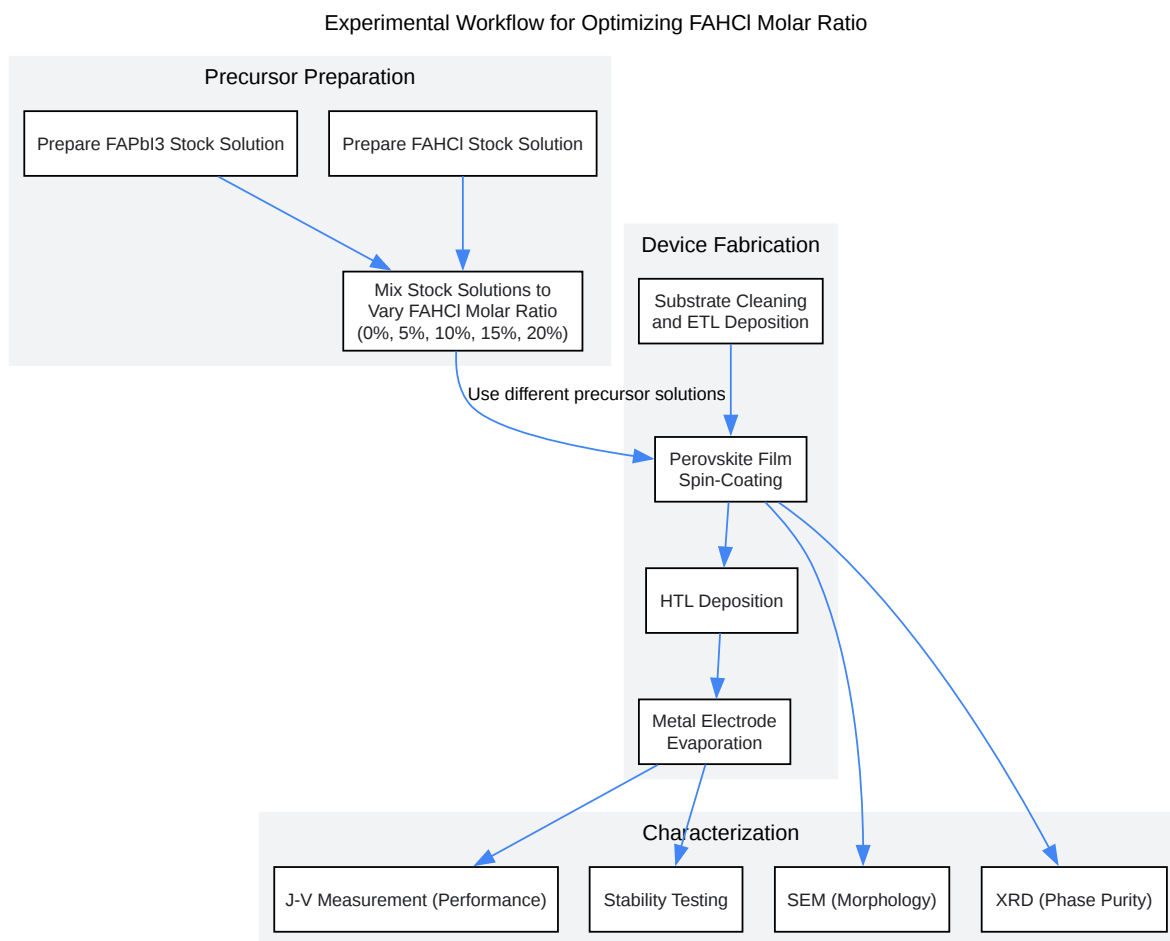 Experimental Workflow for Optimizing FAHCl Molar Ratio
Precursor Preparation
Prepare FAPbI3 Stock Solution
Prepare FAHCl Stock Solution
Mix Stock Solutions to
Vary FAHCl Molar Ratio
(0%, 5%, 10%, 15%, 20%)
Use different precursor solutions
Device Fabrication
Substrate Cleaning
and ETL Deposition
Perovskite Film
Spin-Coating
HTL Deposition
Metal Electrode
Evaporation
Characterization
J-V Measurement (Performance)
Stability Testing
SEM (Morphology)
XRD (Phase Purity)